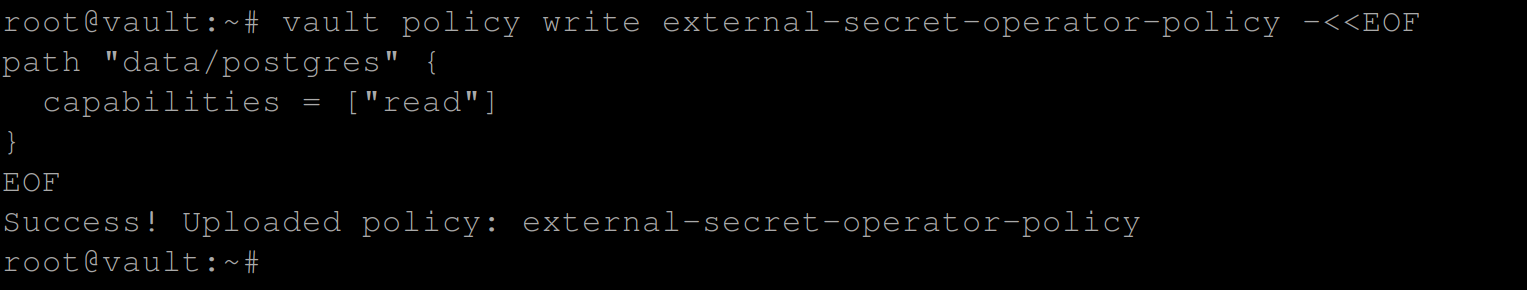 root@vault:~# vault policy write external-secret-operator-policy -<<EOF
path "data/postgres" {
  capabilities = ["read"]
}
EOF
Success! Uploaded policy: external-secret-operator-policy
root@vault:~#